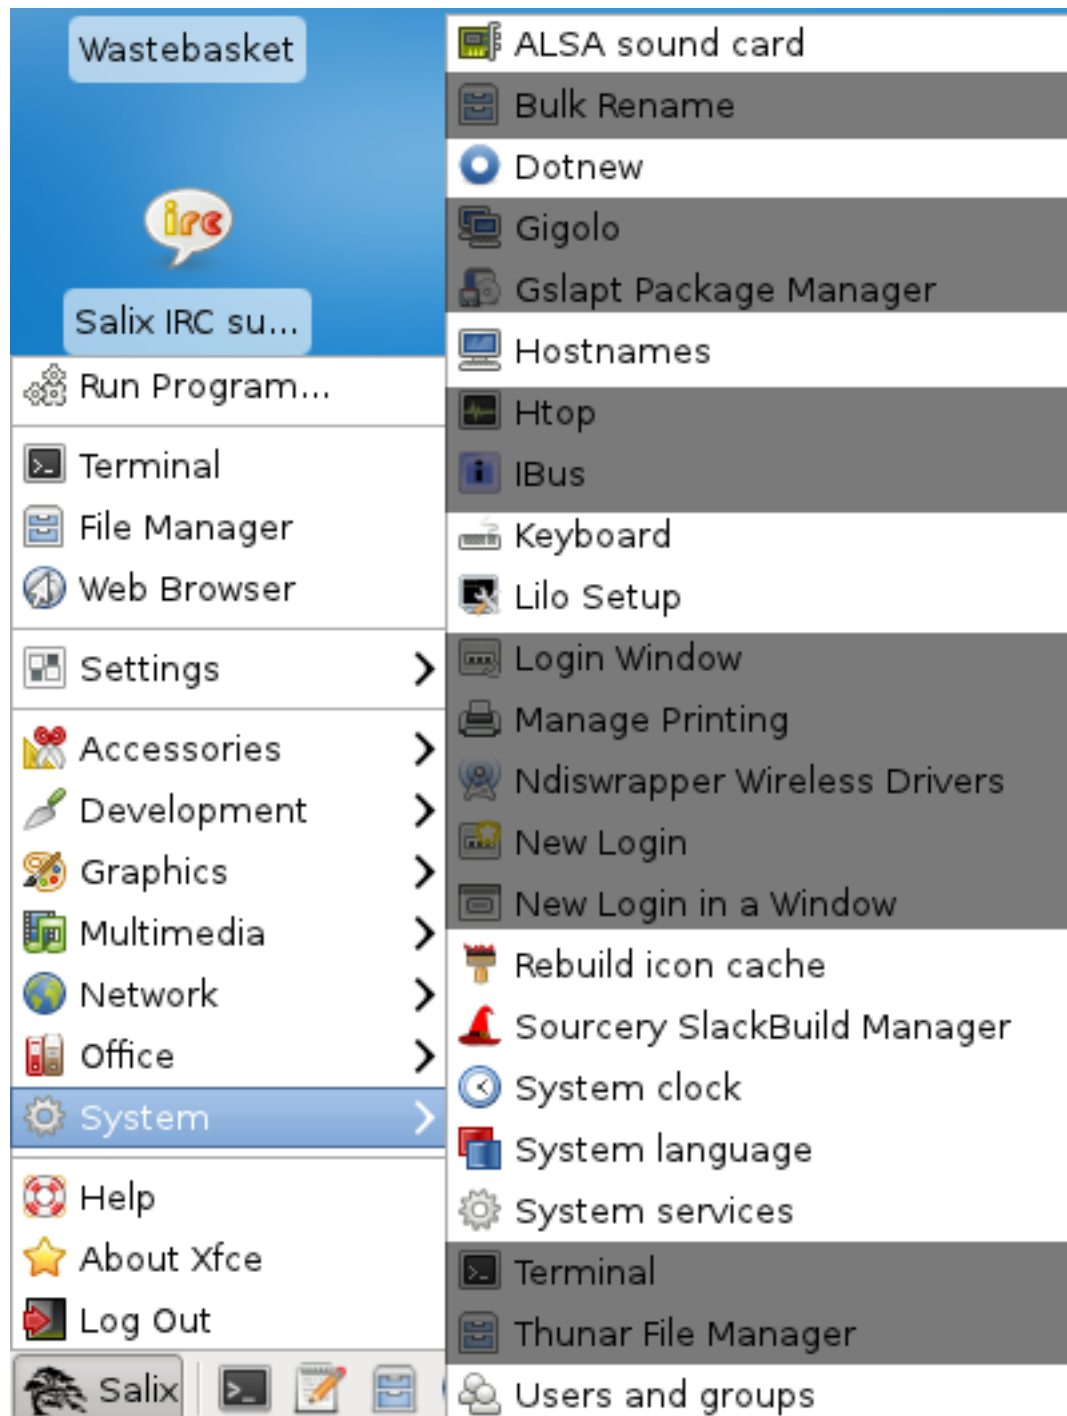 Wastebasket
irc
Salix IRC su...
Run Program...
Terminal
File Manager
Web Browser
Settings
Accessories
Development
Graphics
Multimedia
Network
Office
System
Help
About Xfce
Log Out
Salix
ALSA sound card
Bulk Rename
Dotnew
Gigolo
Gslapt Package Manager
Hostnames
Htop
IBus
Keyboard
Lilo Setup
Login Window
Manage Printing
Ndiswrapper Wireless Drivers
New Login
New Login in a Window
Rebuild icon cache
Sourcery SlackBuild Manager
System clock
System language
System services
Terminal
Thunar File Manager
Users and groups